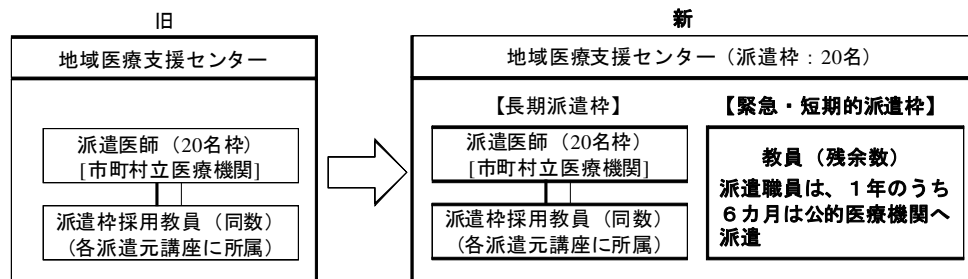 旧
地域医療支援センター
派遣医師（20名枠）
[市町村立医療機関]
派遣枠採用教員（同数）
(各派遣元講座に所属）
新
地域医療支援センター（派遣枠：20名）
【長期派遣枠】
派遣医師（20名枠）
[市町村立医療機関]
派遣枠採用教員（同数）
(各派遣元講座に所属）
【緊急・短期的派遣枠】
教員（残余数）
派遣職員は、１年のうち
６カ月は公的医療機関へ
派遣